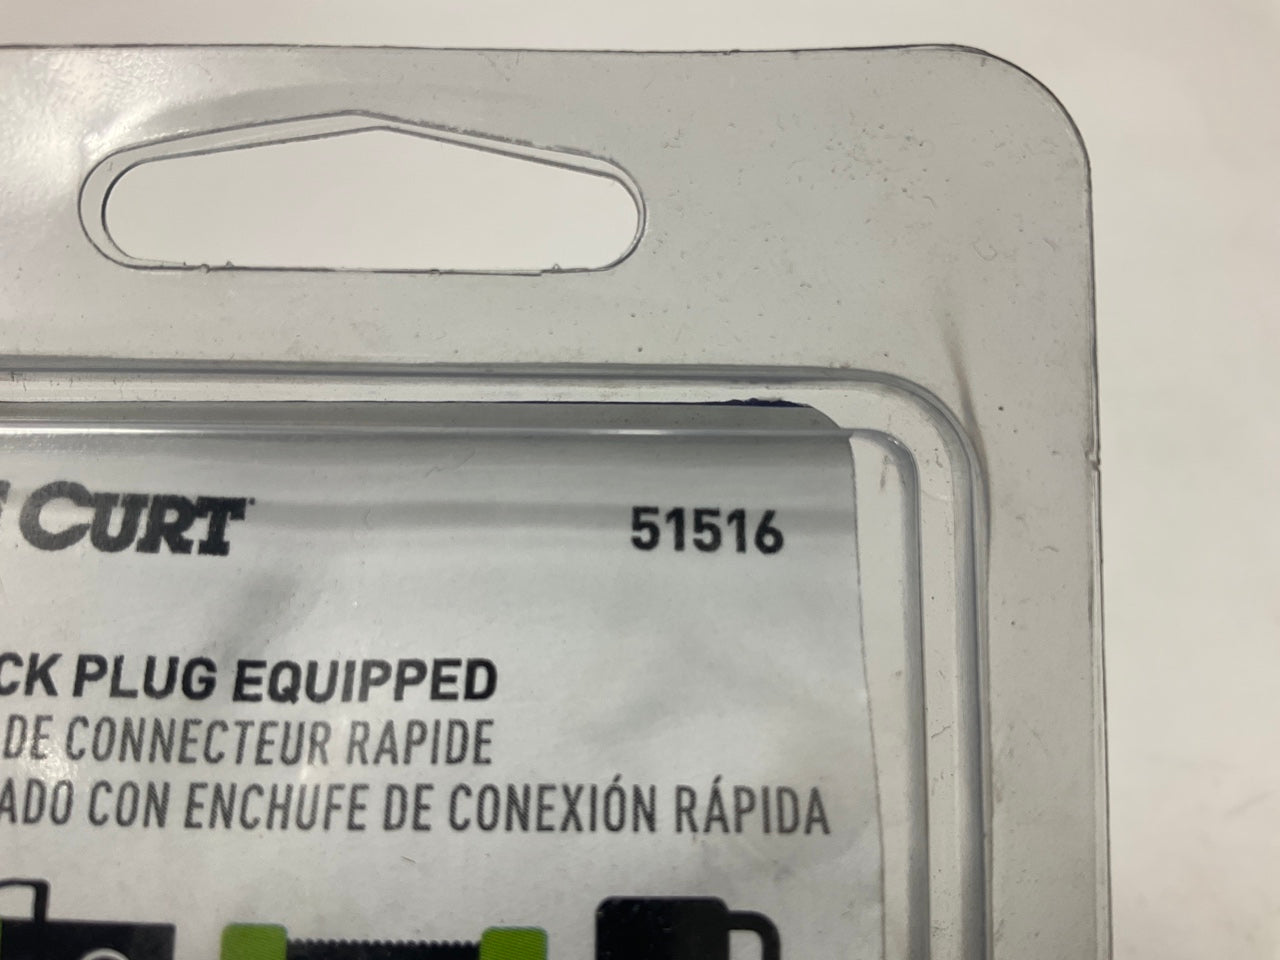 CURT
51516
CK PLUG EQUIPPED
DE CONNECTEUR RAPIDE
ADO CON ENCHUFE DE CONEXIÓN RÁPIDA